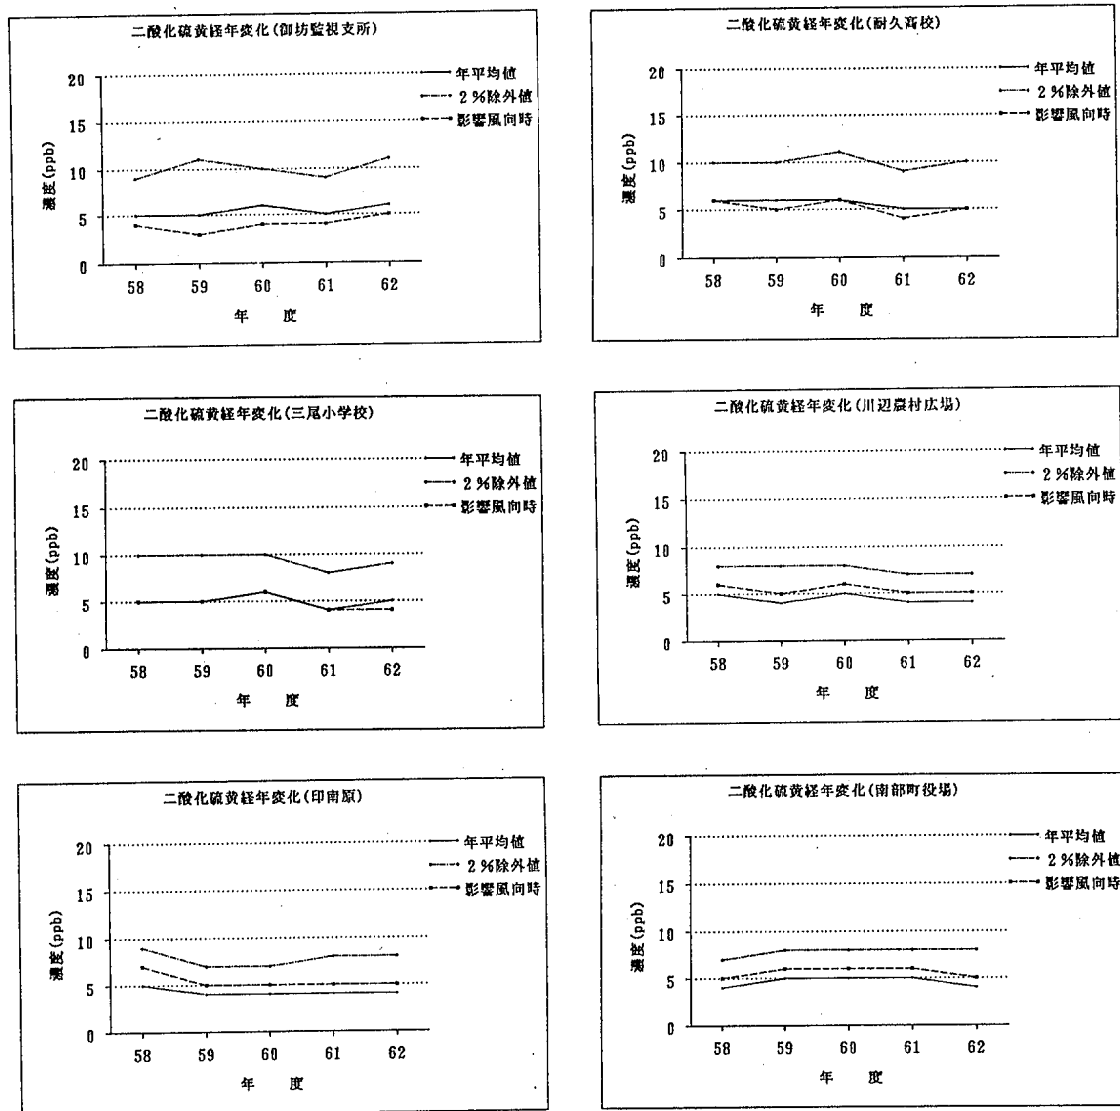 二酸化硫黄経年変化(御坊監視支所)
年平均値
2%除外値
影響風向時
濃度(ppb)
20
15
10
5
0
58 59 60 61 62
年 度
二酸化硫黄経年変化(耐久高校)
年平均値
2%除外値
影響風向時
濃度(ppb)
20
15
10
5
0
58 59 60 61 62
年 度
二酸化硫黄経年変化(三尾小学校)
年平均値
2%除外値
影響風向時
濃度(ppb)
20
15
10
5
0
58 59 60 61 62
年 度
二酸化硫黄経年変化(川辺農村広場)
年平均値
2%除外値
影響風向時
濃度(ppb)
20
15
10
5
0
58 59 60 61 62
年 度
二酸化硫黄経年変化(印南原)
年平均値
2%除外値
影響風向時
濃度(ppb)
20
15
10
5
0
58 59 60 61 62
年 度
二酸化硫黄経年変化(南部町役場)
年平均値
2%除外値
影響風向時
濃度(ppb)
20
15
10
5
0
58 59 60 61 62
年 度